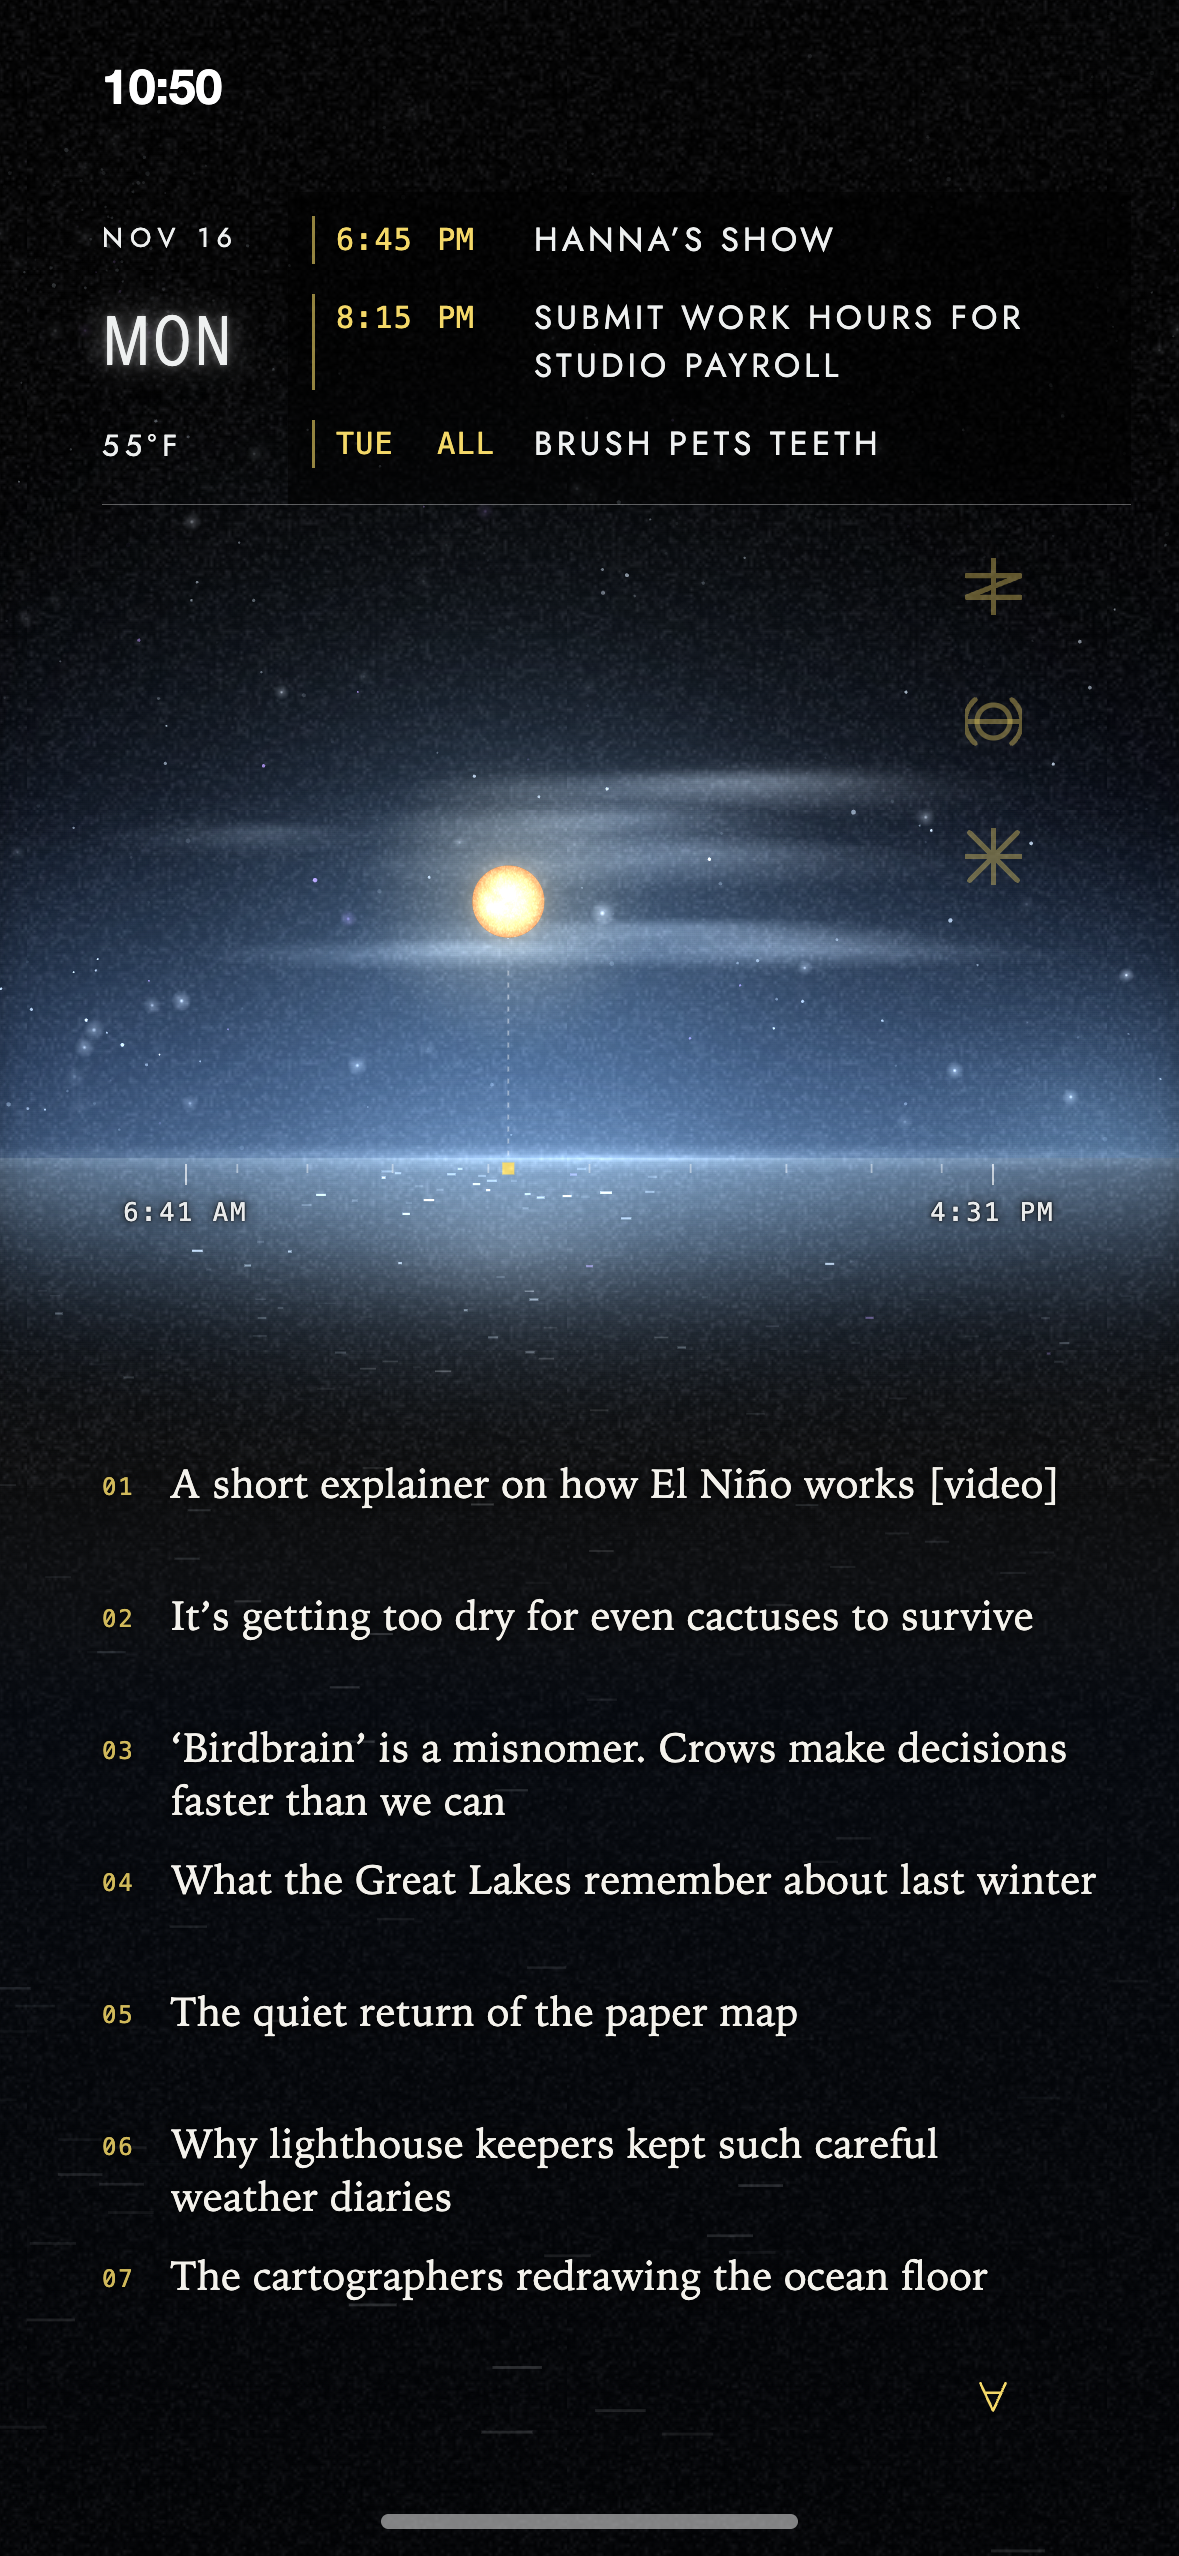 10:50
NOV 16
MON
55°F
6:45 PM HANNA’S SHOW
8:15 PM SUBMIT WORK HOURS FOR
STUDIO PAYROLL
TUE ALL BRUSH PETS TEETH
6:41 AM
4:31 PM
01 A short explainer on how El Niño works [video]
02 It’s getting too dry for even cactuses to survive
03 ‘Birdbrain’ is a misnomer. Crows make decisions
faster than we can
04 What the Great Lakes remember about last winter
05 The quiet return of the paper map
06 Why lighthouse keepers kept such careful
weather diaries
07 The cartographers redrawing the ocean floor